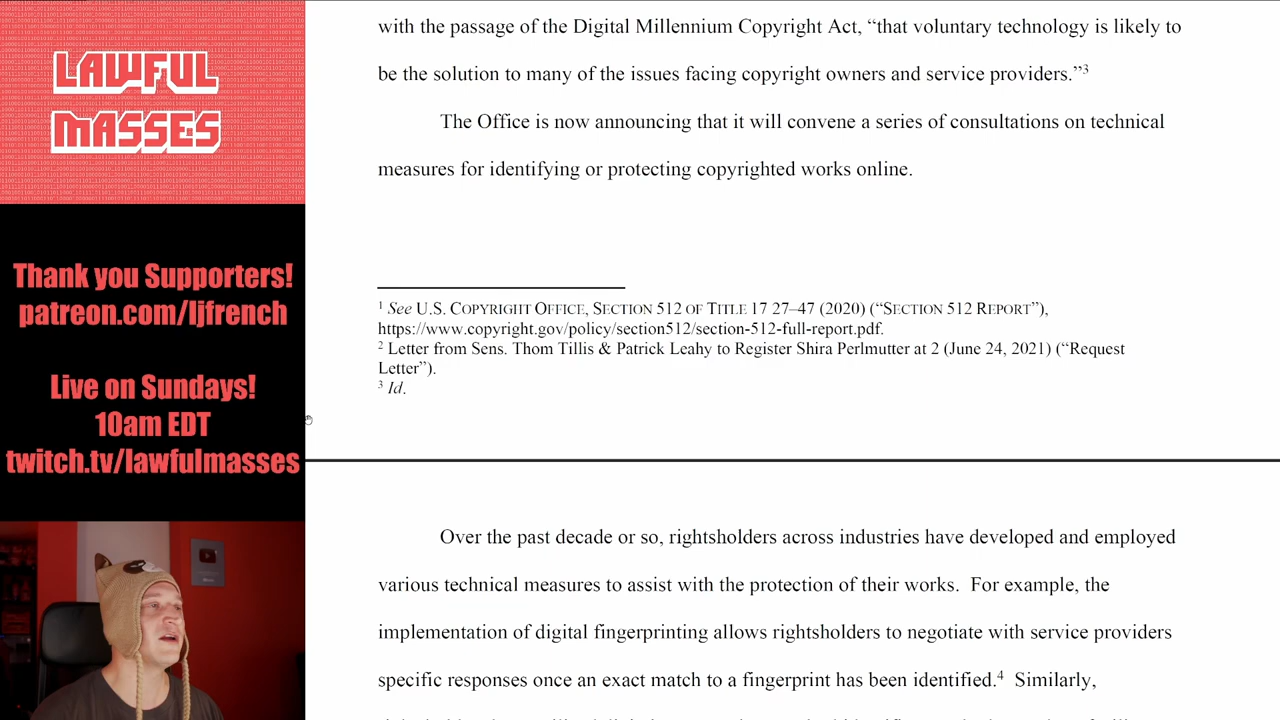 LAWFUL
MASSES
Thank you Supporters!
patreon.com/ljfrench
Live on Sundays!
10am EDT
twitch.tv/lawfulmasses
with the passage of the Digital Millennium Copyright Act, “that voluntary technology is likely to
be the solution to many of the issues facing copyright owners and service providers.”3
The Office is now announcing that it will convene a series of consultations on technical
measures for identifying or protecting copyrighted works online.
1 See U.S. COPYRIGHT OFFICE, SECTION 512 OF TITLE 17 27–47 (2020) (“SECTION 512 REPORT”),
https://www.copyright.gov/policy/section512/section-512-full-report.pdf.
2 Letter from Sens. Thom Tillis & Patrick Leahy to Register Shira Perlmutter at 2 (June 24, 2021) (“Request
Letter”).
3 Id.
Over the past decade or so, rightsholders across industries have developed and employed
various technical measures to assist with the protection of their works.  For example, the
implementation of digital fingerprinting allows rightsholders to negotiate with service providers
specific responses once an exact match to a fingerprint has been identified.4  Similarly,